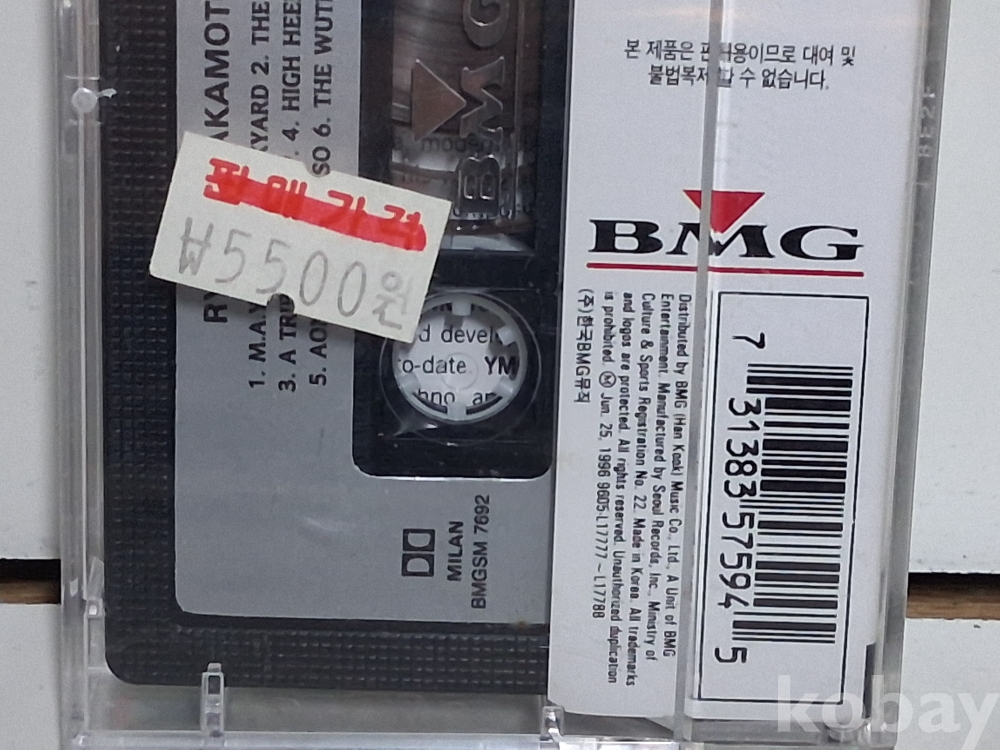 본 제품은 판매용이므로 대여 및
불법복제 할 수 없습니다.
BMG
Distributed by BMG (Han Kook) Music Co., Ltd., A Unit of BMG
Entertainment. Manufactured by Seoul Records, Inc., Ministry of
Culture & Sports Registration No. 22. Made in Korea. All trademarks
and logos are protected. All rights reserved. Unauthorized duplication
is prohibited. Ⓜ Jun. 25, 1996 9605-L17777~L17788
(주)한국BMG뮤직
7 31383 57594 5
AKAMOT
YARD 2. THE
4. HIGH HEE
SO 6. THE WUT
RY
1. M.A.Y
3. A TRI
5. AO
판매가격
₩5500원
BMG
d devel
o-date YM
hno an
MILAN
BMGSM 7692
kobay